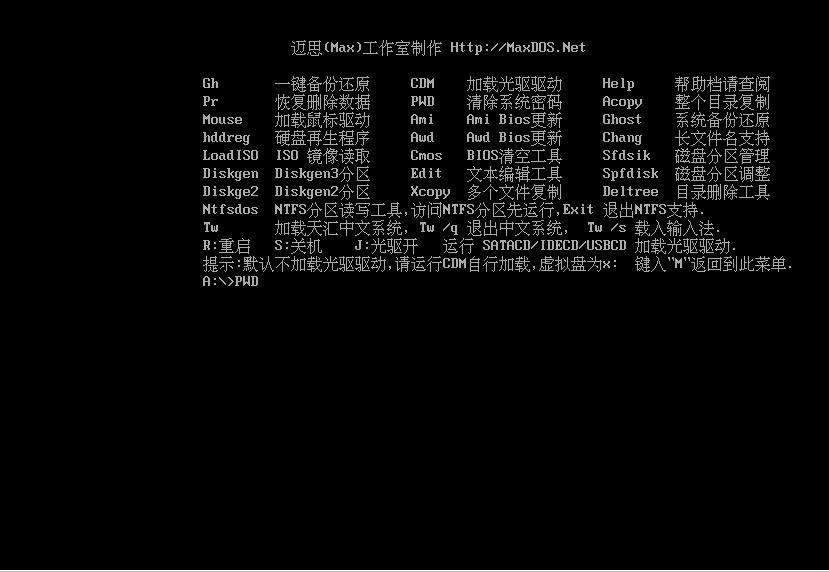 迈思(Max)工作室制作 Http://MaxDOS.Net
Gh 一键备份还原 CDM 加载光驱驱动 Help 帮助档请查阅
Pr 恢复删除数据 PWD 清除系统密码 Acopy 整个目录复制
Mouse 加载鼠标驱动 Ami Ami Bios更新 Ghost 系统备份还原
hddreg 硬盘再生程序 Awd Awd Bios更新 Chang 长文件名支持
LoadISO ISO 镜像读取 Cmos BIOS清空工具 Sfdsik 磁盘分区管理
Diskgen Diskgen3分区 Edit 文本编辑工具 Spfdisk 磁盘分区调整
Diskge2 Diskgen2分区 Xcopy 多个文件复制 Deltree 目录删除工具
Ntfsdos NTFS分区读写工具,访问NTFS分区先运行,Exit 退出NTFS支持.
Tw 加载天汇中文系统, Tw /q 退出中文系统, Tw /s 载入输入法.
R:重启 S:关机 J:光驱开 运行 SATACD/IDECD/USBCD 加载光驱驱动.
提示:默认不加载光驱驱动,请运行CDM自行加载,虚拟盘为x: 键入"M"返回到此菜单.
A:\>PWD